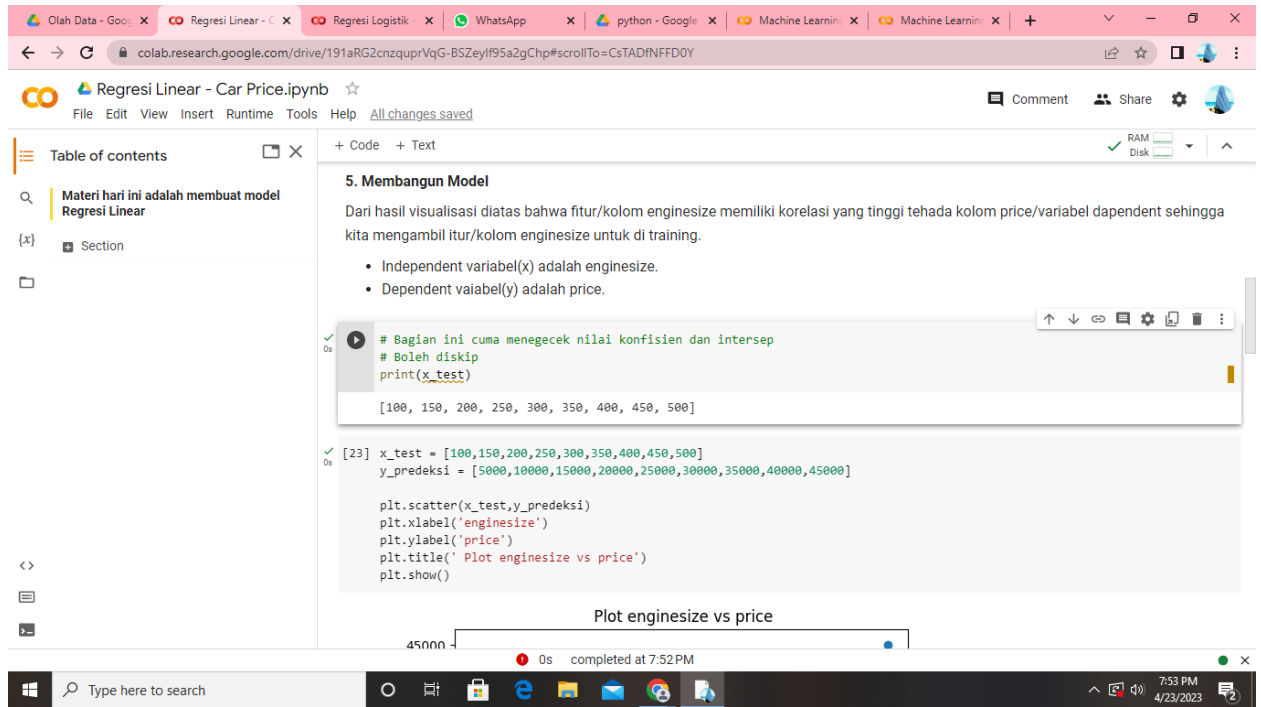 Olah Data - Goog
Regresi Linear - C
Regresi Logistik -
WhatsApp
python - Google
Machine Learning
Machine Learning
colab.research.google.com/drive/191aRG2cnzquprVqG-BSZeylf95a2gChp#scrollTo=CsTADfNFFD0Y
Regresi Linear - Car Price.ipynb
File Edit View Insert Runtime Tools Help All changes saved
Comment
Share
Table of contents
+ Code + Text
RAM
Disk
Materi hari ini adalah membuat model
Regresi Linear
Section
{x}
5. Membangun Model
Dari hasil visualisasi diatas bahwa fitur/kolom enginesize memiliki korelasi yang tinggi tehada kolom price/variabel dapendent sehingga
kita mengambil itur/kolom enginesize untuk di training.
• Independent variabel(x) adalah enginesize.
• Dependent vaiabel(y) adalah price.
0s
# Bagian ini cuma menegecek nilai konfisien dan intersep
# Boleh diskip
print(x_test)
[100, 150, 200, 250, 300, 350, 400, 450, 500]
0s
[23] x_test = [100,150,200,250,300,350,400,450,500]
y_predeksi = [5000,10000,15000,20000,25000,30000,35000,40000,45000]
plt.scatter(x_test,y_predeksi)
plt.xlabel('enginesize')
plt.ylabel('price')
plt.title(' Plot enginesize vs price')
plt.show()
Plot enginesize vs price
45000
0s completed at 7:52 PM
Type here to search
7:53 PM
4/23/2023
2